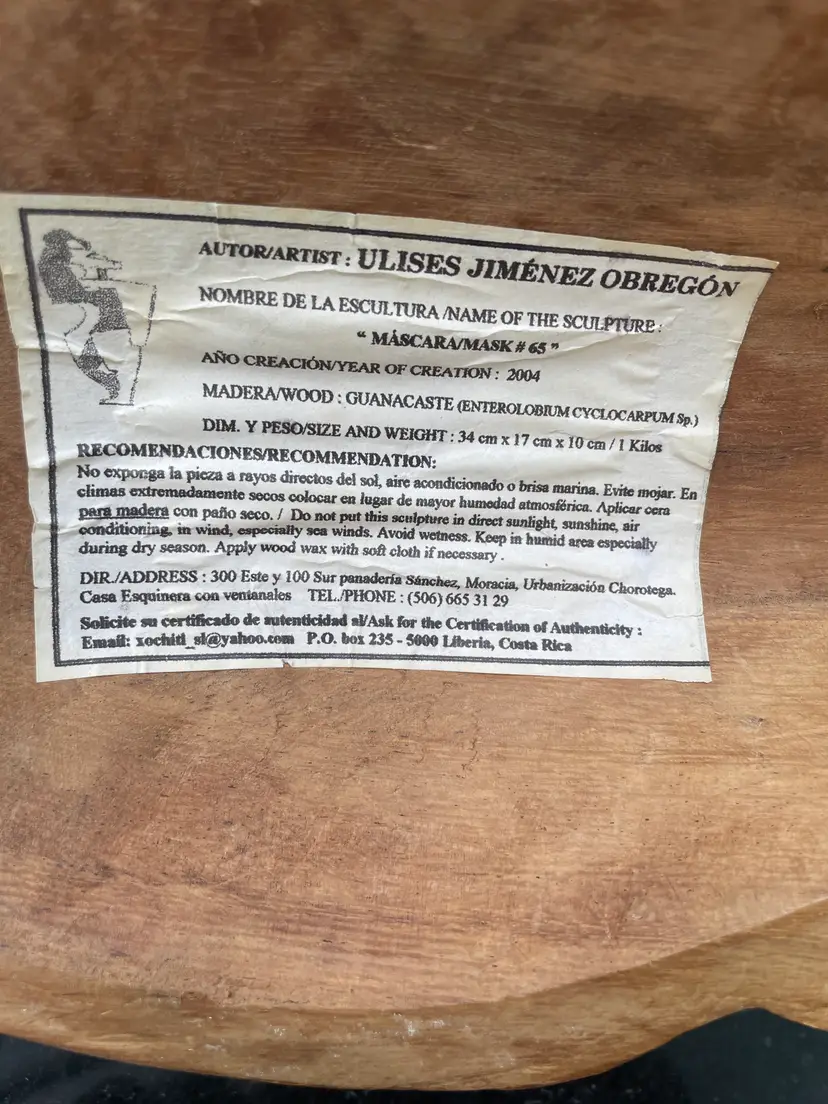 AUTOR/ARTIST : ULISES JIMÉNEZ OBREGÓN
NOMBRE DE LA ESCULTURA /NAME OF THE SCULPTURE :
“ MÁSCARA/MASK # 65 ”
AÑO CREACIÓN/YEAR OF CREATION : 2004
MADERA/WOOD : GUANACASTE (ENTEROLOBIUM CYCLOCARPUM Sp.)
DIM. Y PESO/SIZE AND WEIGHT : 34 cm x 17 cm x 10 cm / 1 Kilos
RECOMENDACIONES/RECOMMENDATION:
No exponga la pieza a rayos directos del sol, aire acondicionado o brisa marina. Evite mojar. En
climas extremadamente secos colocar en lugar de mayor humedad atmosférica. Aplicar cera
para madera con paño seco. / Do not put this sculpture in direct sunlight, sunshine, air
conditioning, in wind, especially sea winds. Avoid wetness. Keep in humid area especially
during dry season. Apply wood wax with soft cloth if necessary .
DIR./ADDRESS : 300 Este y 100 Sur panadería Sánchez, Moracia, Urbanización Chorotega.
Casa Esquinera con ventanales TEL./PHONE : (506) 665 31 29
Solicite su certificado de autenticidad al/Ask for the Certification of Authenticity :
Email: xochitl_sl@yahoo.com P.O. box 235 - 5000 Liberia, Costa Rica